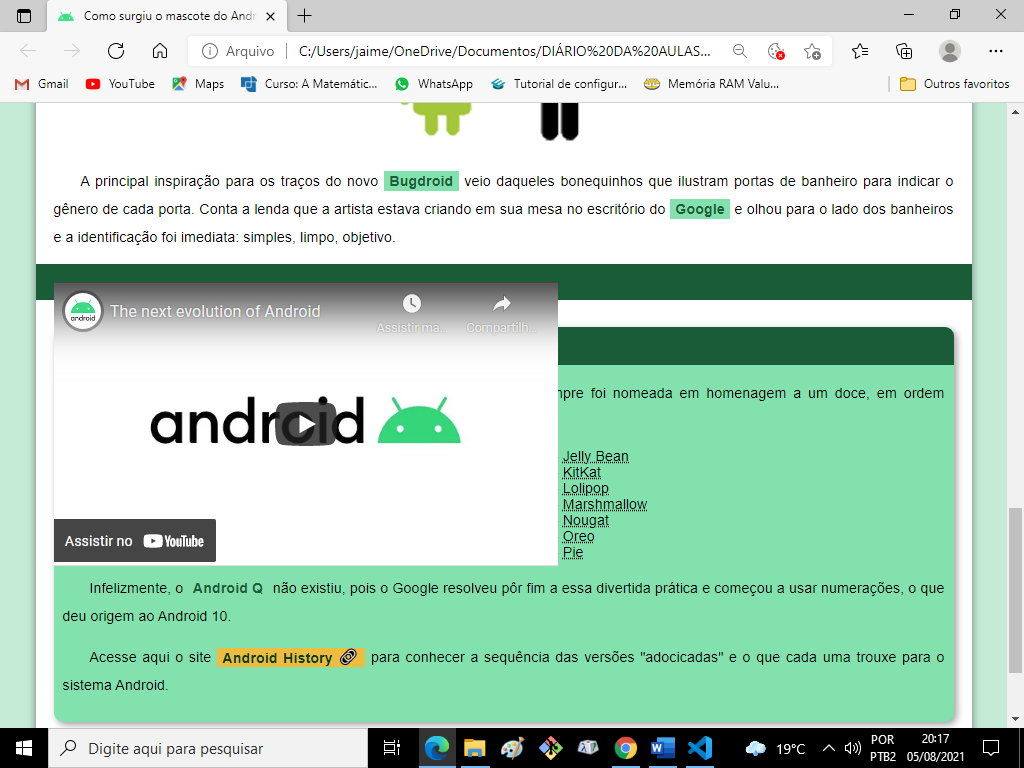 Como surgiu o mascote do Andr
Arquivo
C:/Users/jaime/OneDrive/Documentos/DIÁRIO%20DA%20AULAS...
Gmail
YouTube
Maps
Curso: A Matemátic...
WhatsApp
Tutorial de configur...
Memória RAM Valu...
Outros favoritos
A principal inspiração para os traços do novo Bugdroid veio daqueles bonequinhos que ilustram portas de banheiro para indicar o
gênero de cada porta. Conta a lenda que a artista estava criando em sua mesa no escritório do Google e olhou para o lado dos banheiros
e a identificação foi imediata: simples, limpo, objetivo.
android
The next evolution of Android
Assistir ma...
Compartilh...
android
Assistir no YouTube
mpre foi nomeada em homenagem a um doce, em ordem
Jelly Bean
KitKat
Lolipop
Marshmallow
Nougat
Oreo
Pie
Infelizmente, o Android Q não existiu, pois o Google resolveu pôr fim a essa divertida prática e começou a usar numerações, o que
deu origem ao Android 10.
Acesse aqui o site Android History para conhecer a sequência das versões "adocicadas" e o que cada uma trouxe para o
sistema Android.
Digite aqui para pesquisar
19°C
POR
PTB2
20:17
05/08/2021